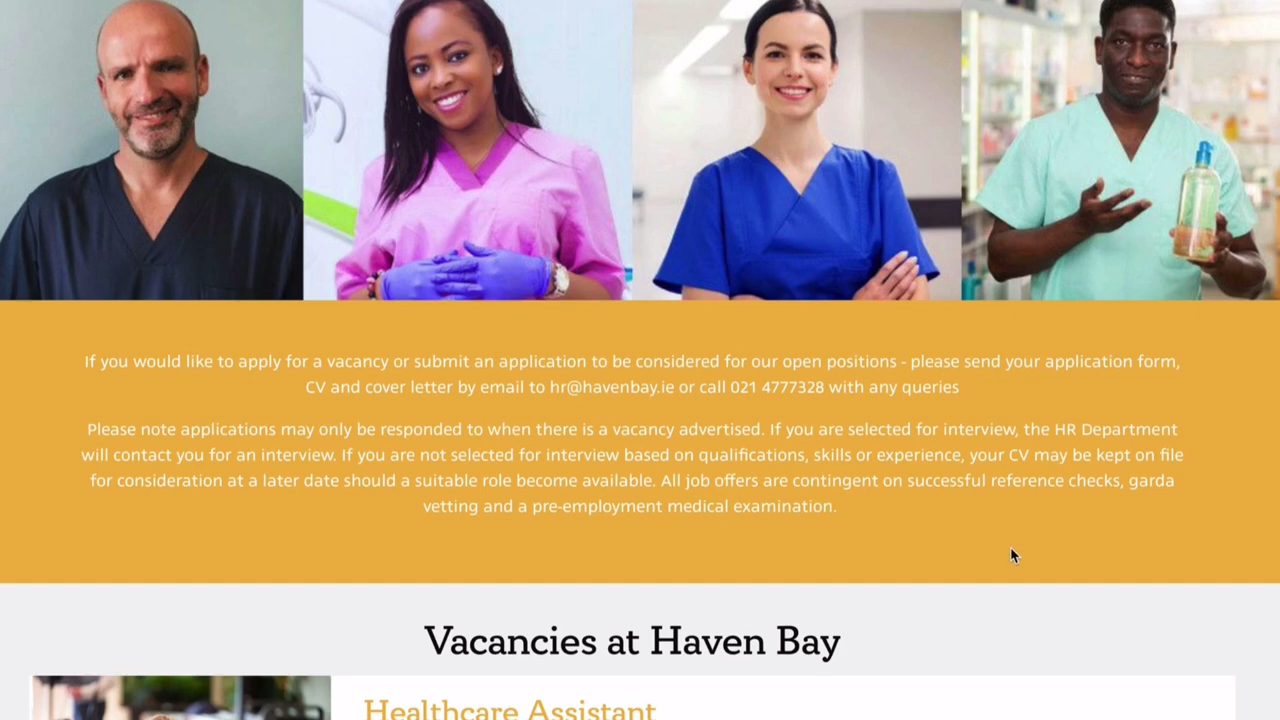 If you would like to apply for a vacancy or submit an application to be considered for our open positions - please send your application form,
CV and cover letter by email to hr@havenbay.ie or call 021 4777328 with any queries
Please note applications may only be responded to when there is a vacancy advertised. If you are selected for interview, the HR Department
will contact you for an interview. If you are not selected for interview based on qualifications, skills or experience, your CV may be kept on file
for consideration at a later date should a suitable role become available. All job offers are contingent on successful reference checks, garda
vetting and a pre-employment medical examination.
Vacancies at Haven Bay
Healthcare Assistant